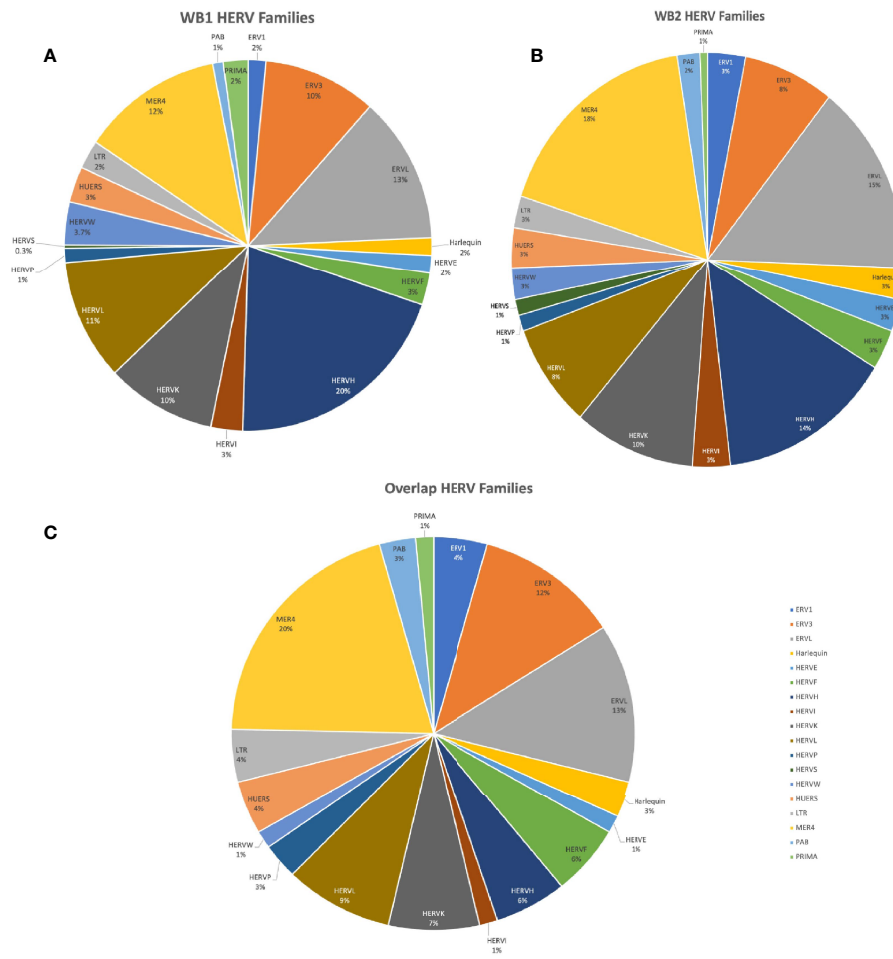 WB1 HERV Families
A
PAB
1%
ERV1
2%
PRIMA
2%
ERV3
10%
ERVL
13%
Harlequin
2%
HERVE
2%
HERVF
3%
HERVH
20%
HERVI
3%
HERVK
10%
HERVL
11%
HERVP
1%
HERVS
0.3%
HERVW
3.7%
HUERS
3%
LTR
2%
MER4
12%
WB2 HERV Families
B
PRIMA
1%
PAB
2%
ERV1
3%
ERV3
8%
ERVL
15%
Harlequin
3%
HERVE
3%
HERVF
3%
HERVH
14%
HERVI
3%
HERVK
10%
HERVL
8%
HERVP
1%
HERVS
1%
HERVW
3%
HUERS
3%
LTR
3%
MER4
18%
Overlap HERV Families
C
PRIMA
1%
PAB
3%
ERV1
4%
ERV3
12%
ERVL
13%
Harlequin
3%
HERVE
1%
HERVF
6%
HERVH
6%
HERVI
1%
HERVK
7%
HERVL
9%
HERVP
3%
HERVW
1%
HUERS
4%
LTR
4%
MER4
20%
ERV1
ERV3
ERVL
Harlequin
HERVE
HERVF
HERVH
HERVI
HERVK
HERVL
HERVP
HERVS
HERVW
HUERS
LTR
MER4
PAB
PRIMA